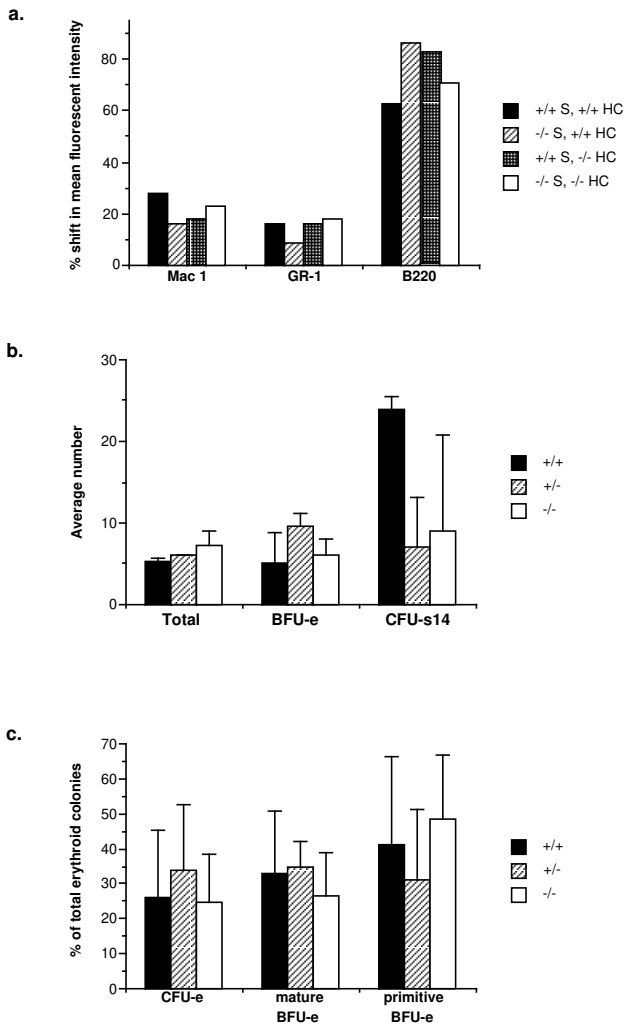 a.
% shift in mean fluorescent intensity
80
60
40
20
0
Mac 1
GR-1
B220
+/+ S, +/+ HC
-/- S, +/+ HC
+/+ S, -/- HC
-/- S, -/- HC
b.
Average number
30
20
10
0
Total
BFU-e
CFU-s14
+/+
+/-
-/-
c.
% of total erythroid colonies
70
60
50
40
30
20
10
0
CFU-e
mature
BFU-e
primitive
BFU-e
+/+
+/-
-/-